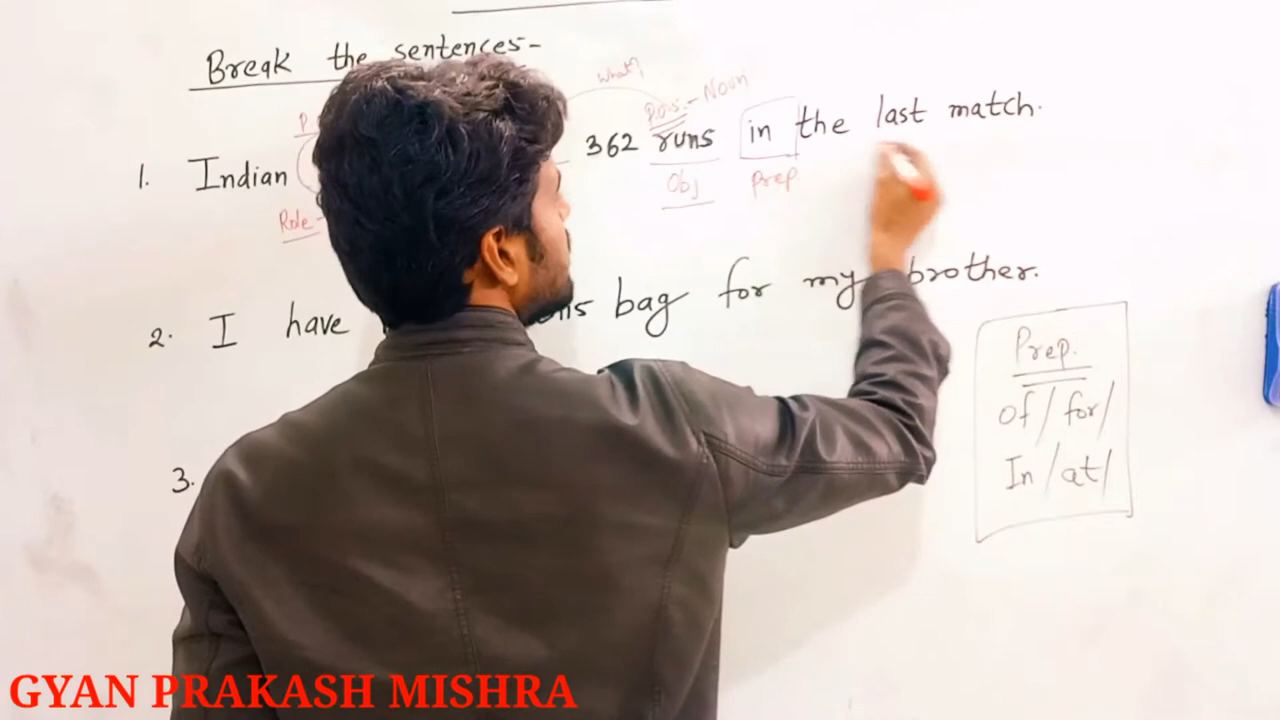 Break the sentences-
What?
P.O.S.- Noun
1. Indian 362 runs in the last match.
Obj Prep
Role-
2. I have bag for my brother.
Prep.
Of / for /
In / at /
3.
GYAN PRAKASH MISHRA